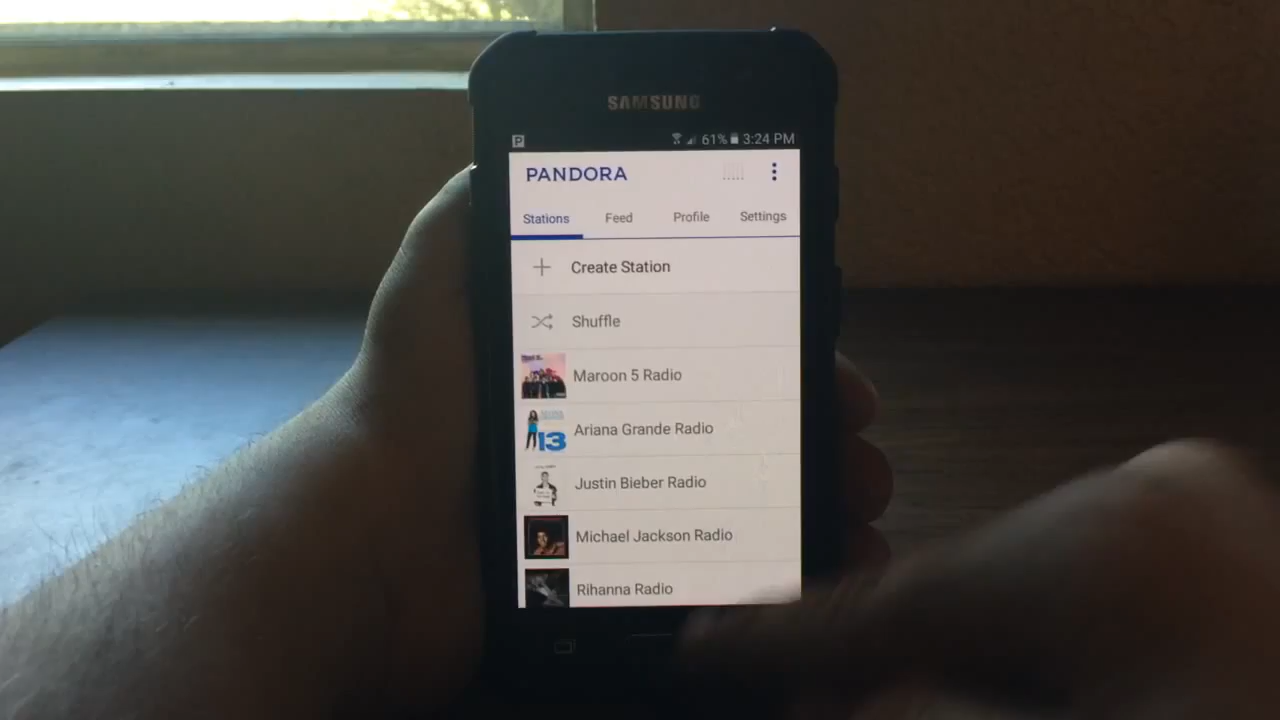 SAMSUNG
P 61% 3:24 PM
PANDORA
Stations Feed Profile Settings
Create Station
Shuffle
Maroon 5 Radio
Ariana Grande Radio
13
Justin Bieber Radio
Michael Jackson Radio
Rihanna Radio